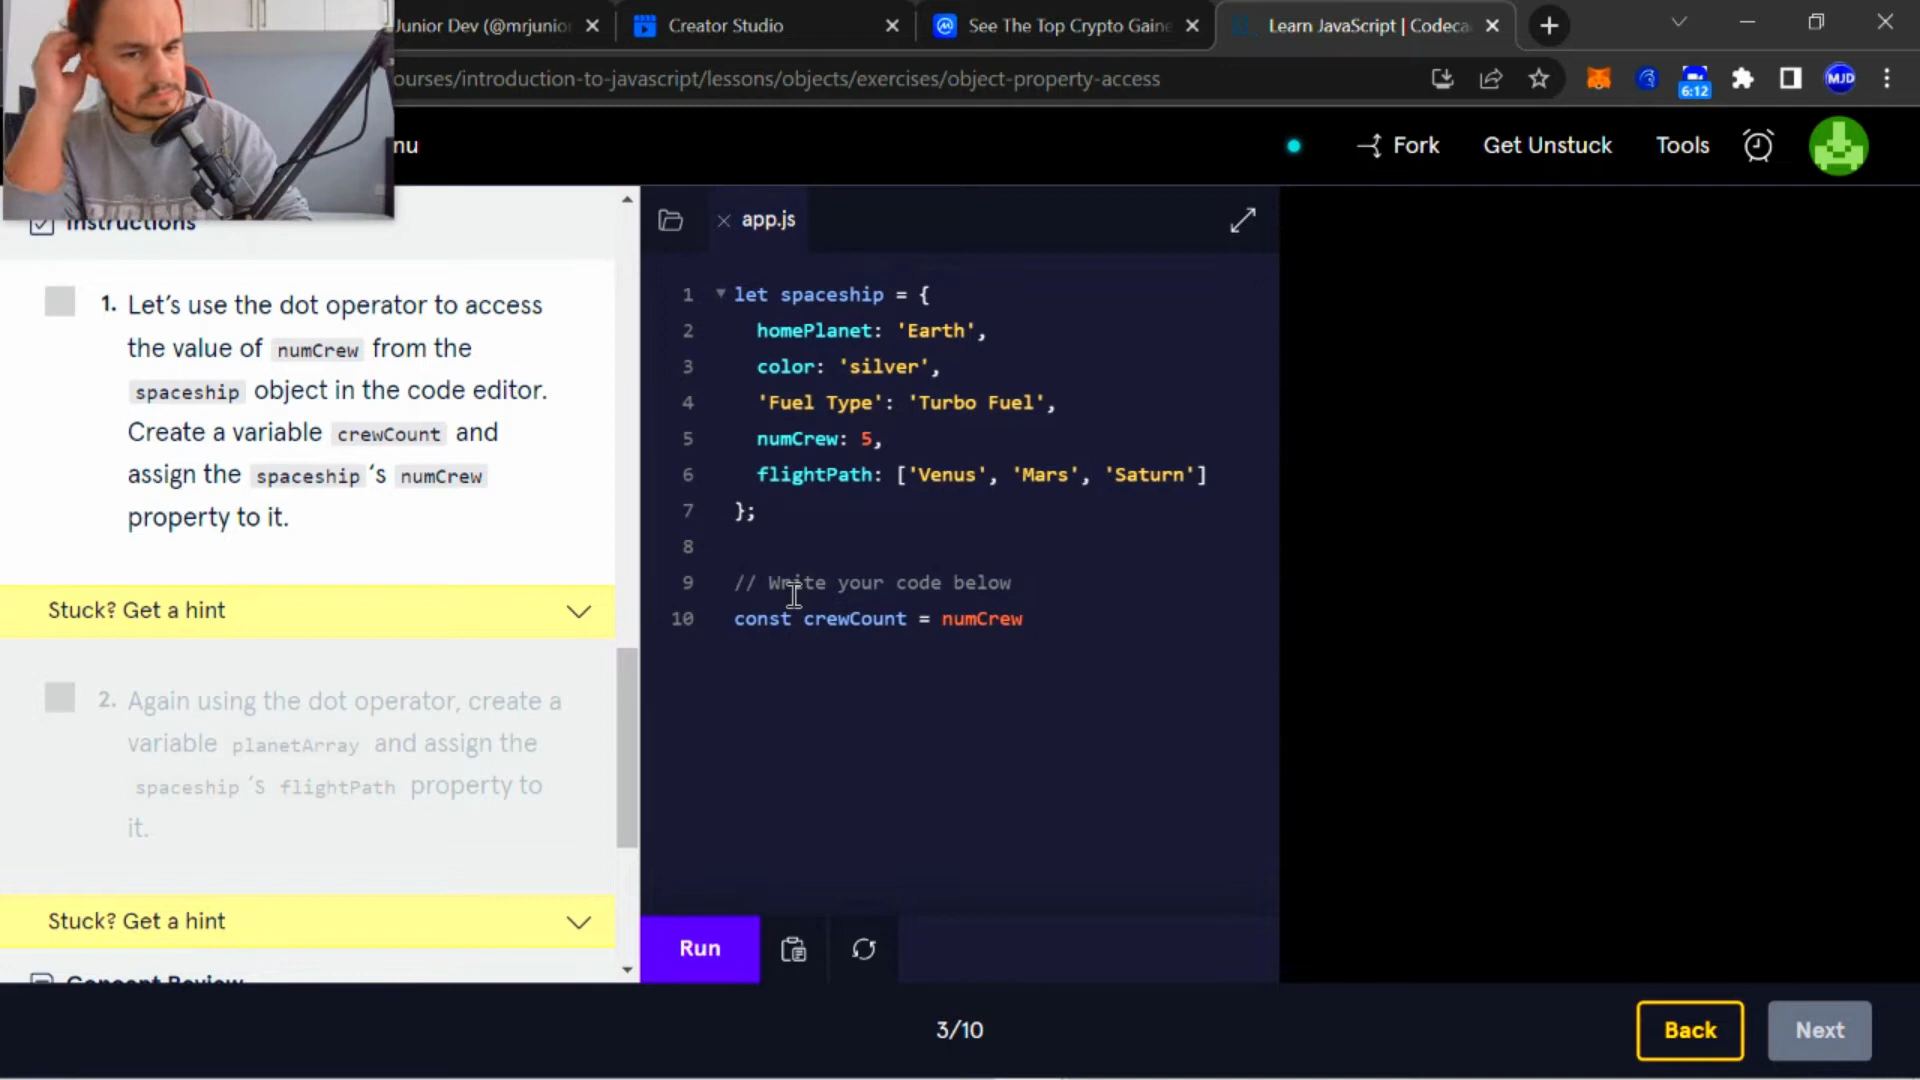 Junior Dev (@mrjunio
Creator Studio
See The Top Crypto Gaine
Learn JavaScript | Codeca
ourses/introduction-to-javascript/lessons/objects/exercises/object-property-access
6:12
MJD
nu
Fork
Get Unstuck
Tools
Instructions
1. Let's use the dot operator to access
the value of numCrew from the
spaceship object in the code editor.
Create a variable crewCount and
assign the spaceship 's numCrew
property to it.
Stuck? Get a hint
2. Again using the dot operator, create a
variable planetArray and assign the
spaceship 's flightPath property to
it.
Stuck? Get a hint
Concept Review
app.js
1 let spaceship = {
2 homePlanet: 'Earth',
3 color: 'silver',
4 'Fuel Type': 'Turbo Fuel',
5 numCrew: 5,
6 flightPath: ['Venus', 'Mars', 'Saturn']
7 };
8
9 // Write your code below
10 const crewCount = numCrew
Run
3/10
Back
Next